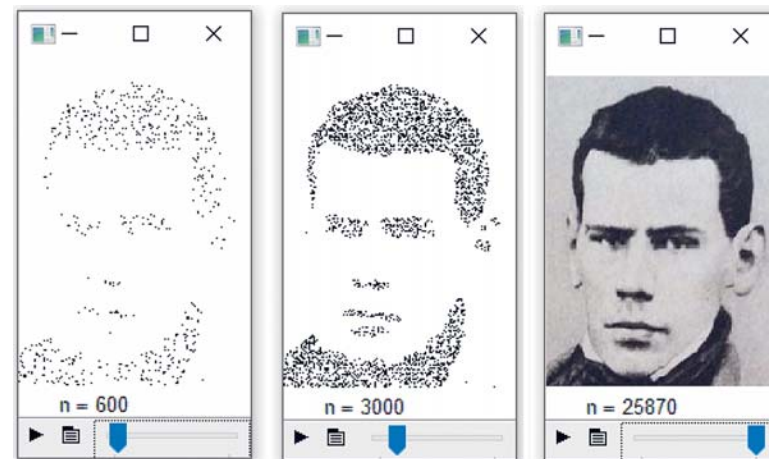 n = 600
n = 3000
n = 25870